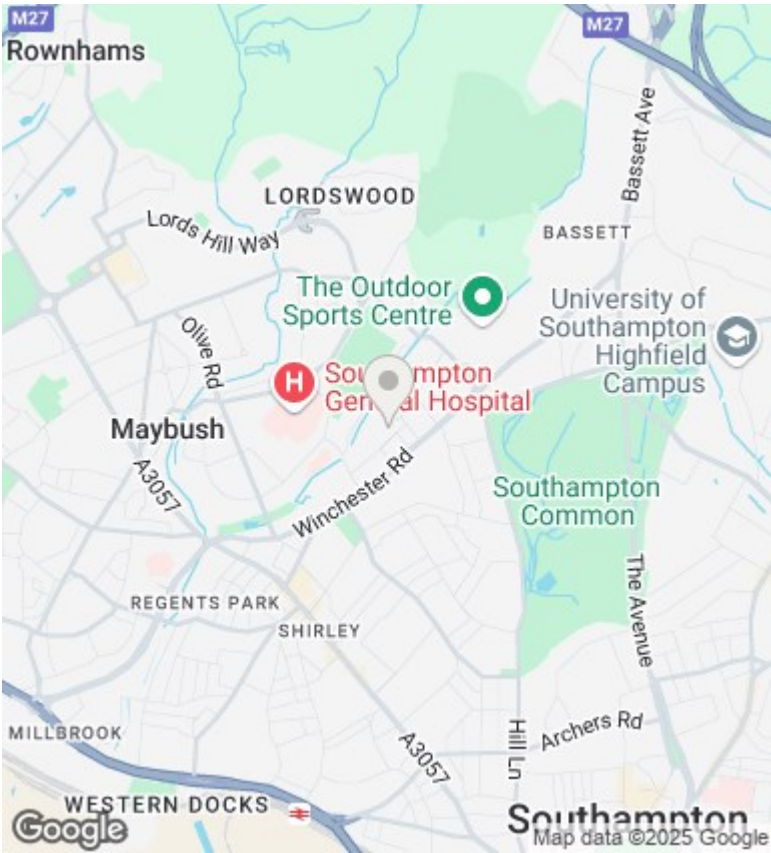 M27
M27
Rownhams
Bassett Ave
LORDSWOOD
Lords Hill Way
BASSETT
The Outdoor
Sports Centre
University of
Southampton
Highfield
Campus
Olive Rd
H
Southampton
General Hospital
Maybush
A3057
Winchester Rd
Southampton
Common
The Avenue
REGENTS PARK
SHIRLEY
MILLBROOK
A3057
Hill Ln
Archers Rd
WESTERN DOCKS
Southampton
Google
Map data ©2025 Google